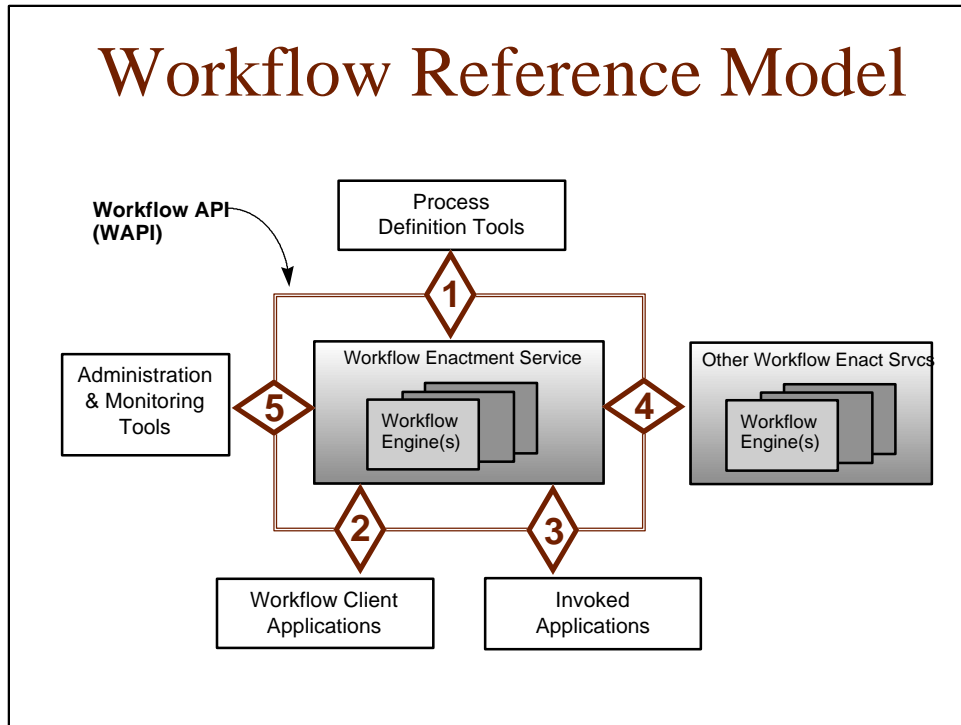 Workflow Reference Model
Process
Definition Tools
Workflow API
(WAPI)
1
Workflow Enactment Service
Other Workflow Enact Srvcs
Administration
& Monitoring
Tools
5
Workflow
Engine(s)
4
Workflow
Engine(s)
2
3
Workflow Client
Applications
Invoked
Applications